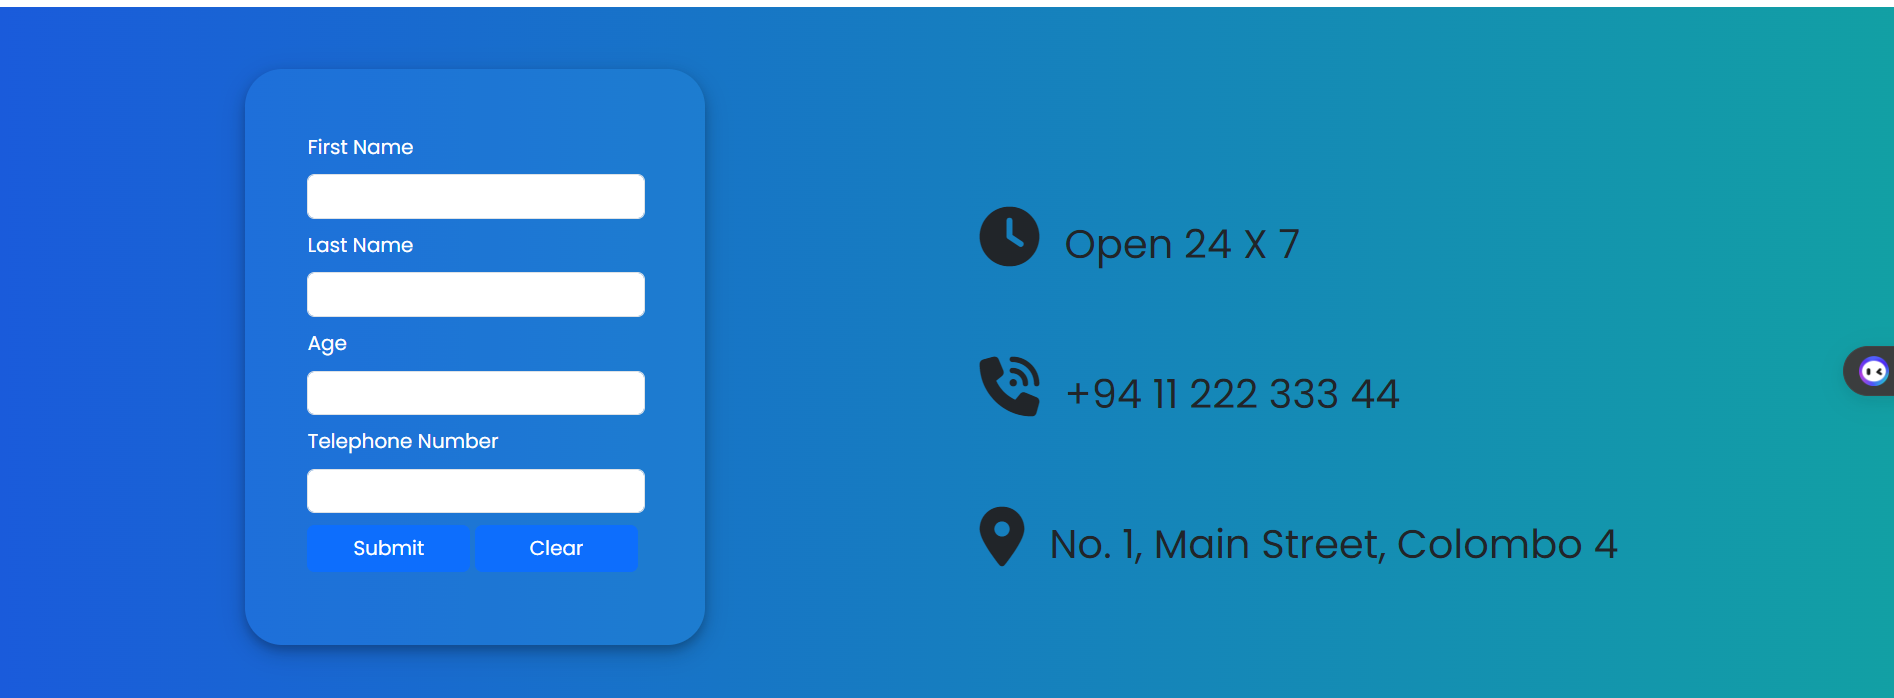 First Name
Last Name
Age
Telephone Number
Submit Clear
Open 24 X 7
+94 11 222 333 44
No. 1, Main Street, Colombo 4